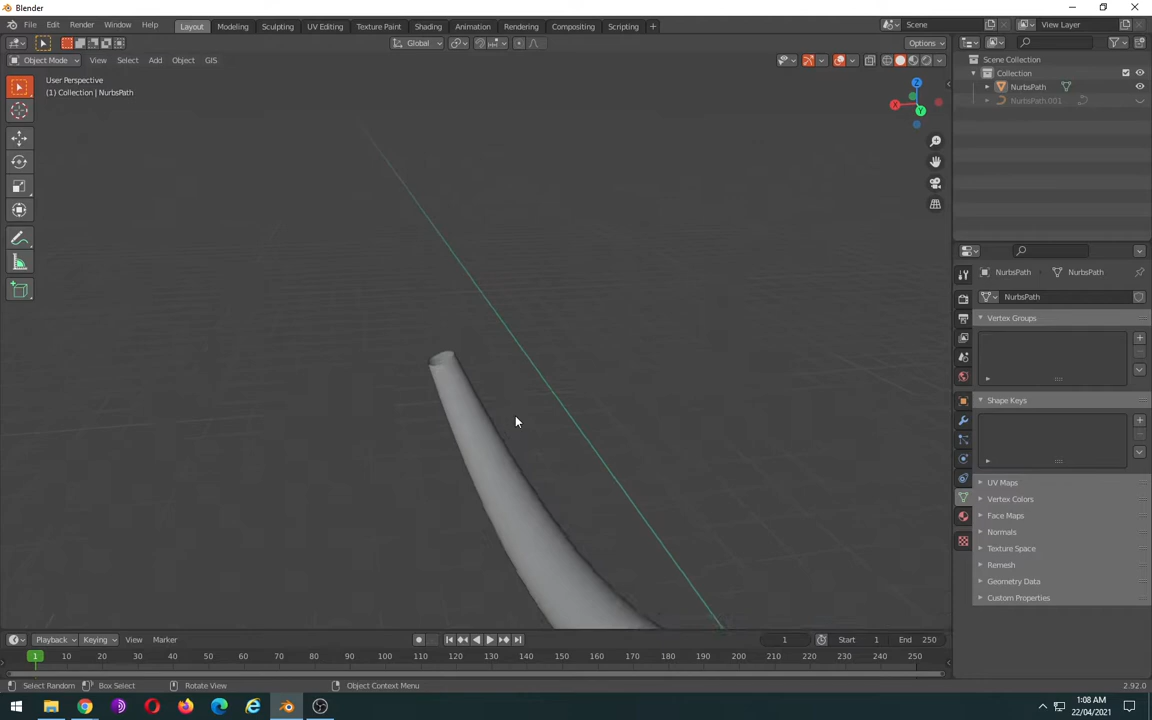 Blender
File Edit Render Window Help
Layout Modeling Sculpting UV Editing Texture Paint Shading Animation Rendering Compositing Scripting +
Scene View Layer
Global Options
Object Mode View Select Add Object GIS
User Perspective
(1) Collection | NurbsPath
Z
X
Y
Scene Collection
Collection
NurbsPath
NurbsPath.001
NurbsPath NurbsPath
NurbsPath
Vertex Groups
Shape Keys
UV Maps
Vertex Colors
Face Maps
Normals
Texture Space
Remesh
Geometry Data
Custom Properties
Playback Keying View Marker
1 Start 1 End 250
1 10 20 30 40 50 60 70 80 90 100 110 120 130 140 150 160 170 180 190 200 210 220 230 240 250
Select Random Box Select Rotate View Object Context Menu 2.92.0
1:08 AM
22/04/2021